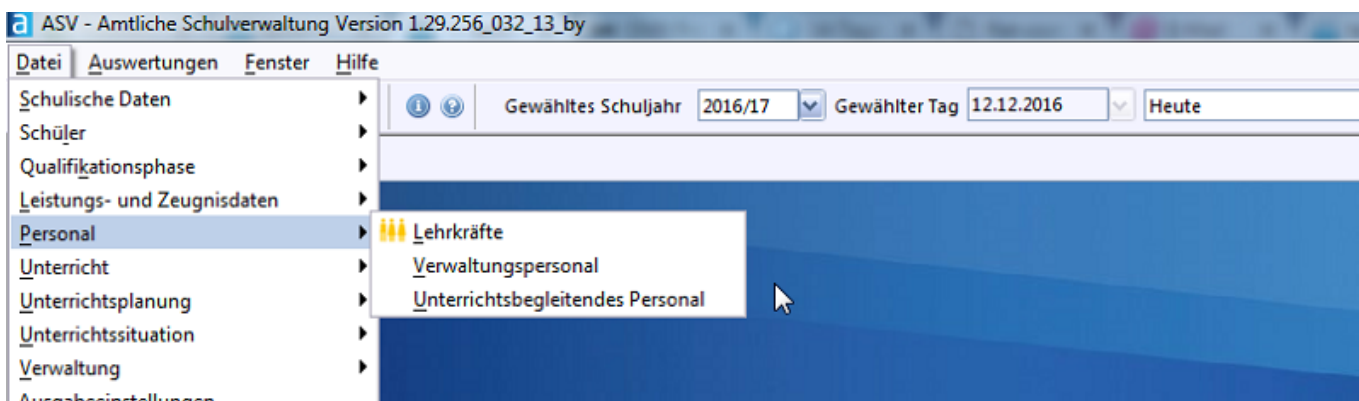 ASV - Amtliche Schulverwaltung Version 1.29.256_032_13_by
Datei Auswertungen Fenster Hilfe
Gewähltes Schuljahr 2016/17 Gewählter Tag 12.12.2016 Heute
Schulische Daten
Schüler
Qualifikationsphase
Leistungs- und Zeugnisdaten
Personal
Unterricht
Unterrichtsplanung
Unterrichtssituation
Verwaltung
Ausgabeeinstellungen
Lehrkräfte
Verwaltungspersonal
Unterrichtsbegleitendes Personal